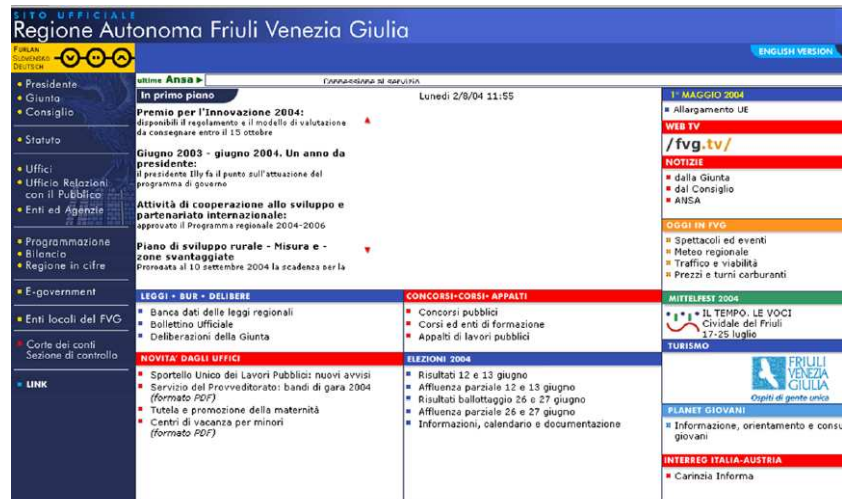 SITO UFFICIALE
Regione Autonoma Friuli Venezia Giulia
FURLAN
SLOVENSKO
DEUTSCH
ENGLISH VERSION
Presidente
Giunta
Consiglio
Statuto
Uffici
Ufficio Relazioni
con il Pubblico
Enti ed Agenzie
Programmazione
Bilancio
Regione in cifre
E-government
Enti locali del FVG
Corte dei conti
Sezione di controllo
LINK
ultime Ansa
Connessione al servizio
In primo piano
Lunedi 2/8/04 11:55
Premio per l'Innovazione 2004:
disponibili il regolamento e il modello di valutazione
da consegnare entro il 15 ottobre
Giugno 2003 - giugno 2004. Un anno da
presidente:
il presidente Illy fa il punto sull'attuazione del
programma di governo
Attività di cooperazione allo sviluppo e
partenariato internazionale:
approvato il Programma regionale 2004-2006
Piano di sviluppo rurale - Misura e -
zone svantaggiate
Prorogata al 10 settembre 2004 la scadenza per la
LEGGI • BUR • DELIBERE
Banca dati delle leggi regionali
Bollettino Ufficiale
Deliberazioni della Giunta
CONCORSI•CORSI• APPALTI
Concorsi pubblici
Corsi ed enti di formazione
Appalti di lavori pubblici
NOVITA' DAGLI UFFICI
Sportello Unico dei Lavori Pubblici: nuovi avvisi
Servizio del Provveditorato: bandi di gara 2004
(formato PDF)
Tutela e promozione della maternità
Centri di vacanza per minori
(formato PDF)
ELEZIONI 2004
Risultati 12 e 13 giugno
Affluenza parziale 12 e 13 giugno
Risultati ballottaggio 26 e 27 giugno
Affluenza parziale 26 e 27 giugno
Informazioni, calendario e documentazione
1° MAGGIO 2004
Allargamento UE
WEB TV
/fvg.tv/
NOTIZIE
dalla Giunta
dal Consiglio
ANSA
OGGI IN FVG
Spettacoli ed eventi
Meteo regionale
Traffico e viabilità
Prezzi e turni carburanti
MITTELFEST 2004
IL TEMPO. LE VOCI
Cividale del Friuli
17-25 luglio
TURISMO
FRIULI
VENEZIA
GIULIA
Ospiti di gente unica
PLANET GIOVANI
Informazione, orientamento e consu
giovani
INTERREG ITALIA-AUSTRIA
Carinzia Informa